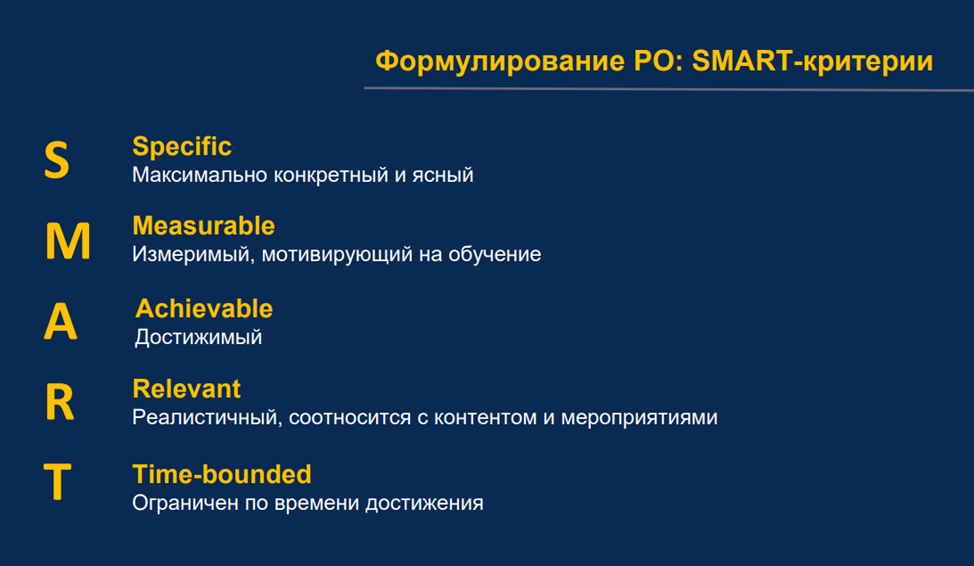 Формулирование РО: SMART-критерии
S
Specific
Максимально конкретный и ясный
M
Measurable
Измеримый, мотивирующий на обучение
A
Achievable
Достижимый
R
Relevant
Реалистичный, соотносится с контентом и мероприятиями
T
Time-bounded
Ограничен по времени достижения